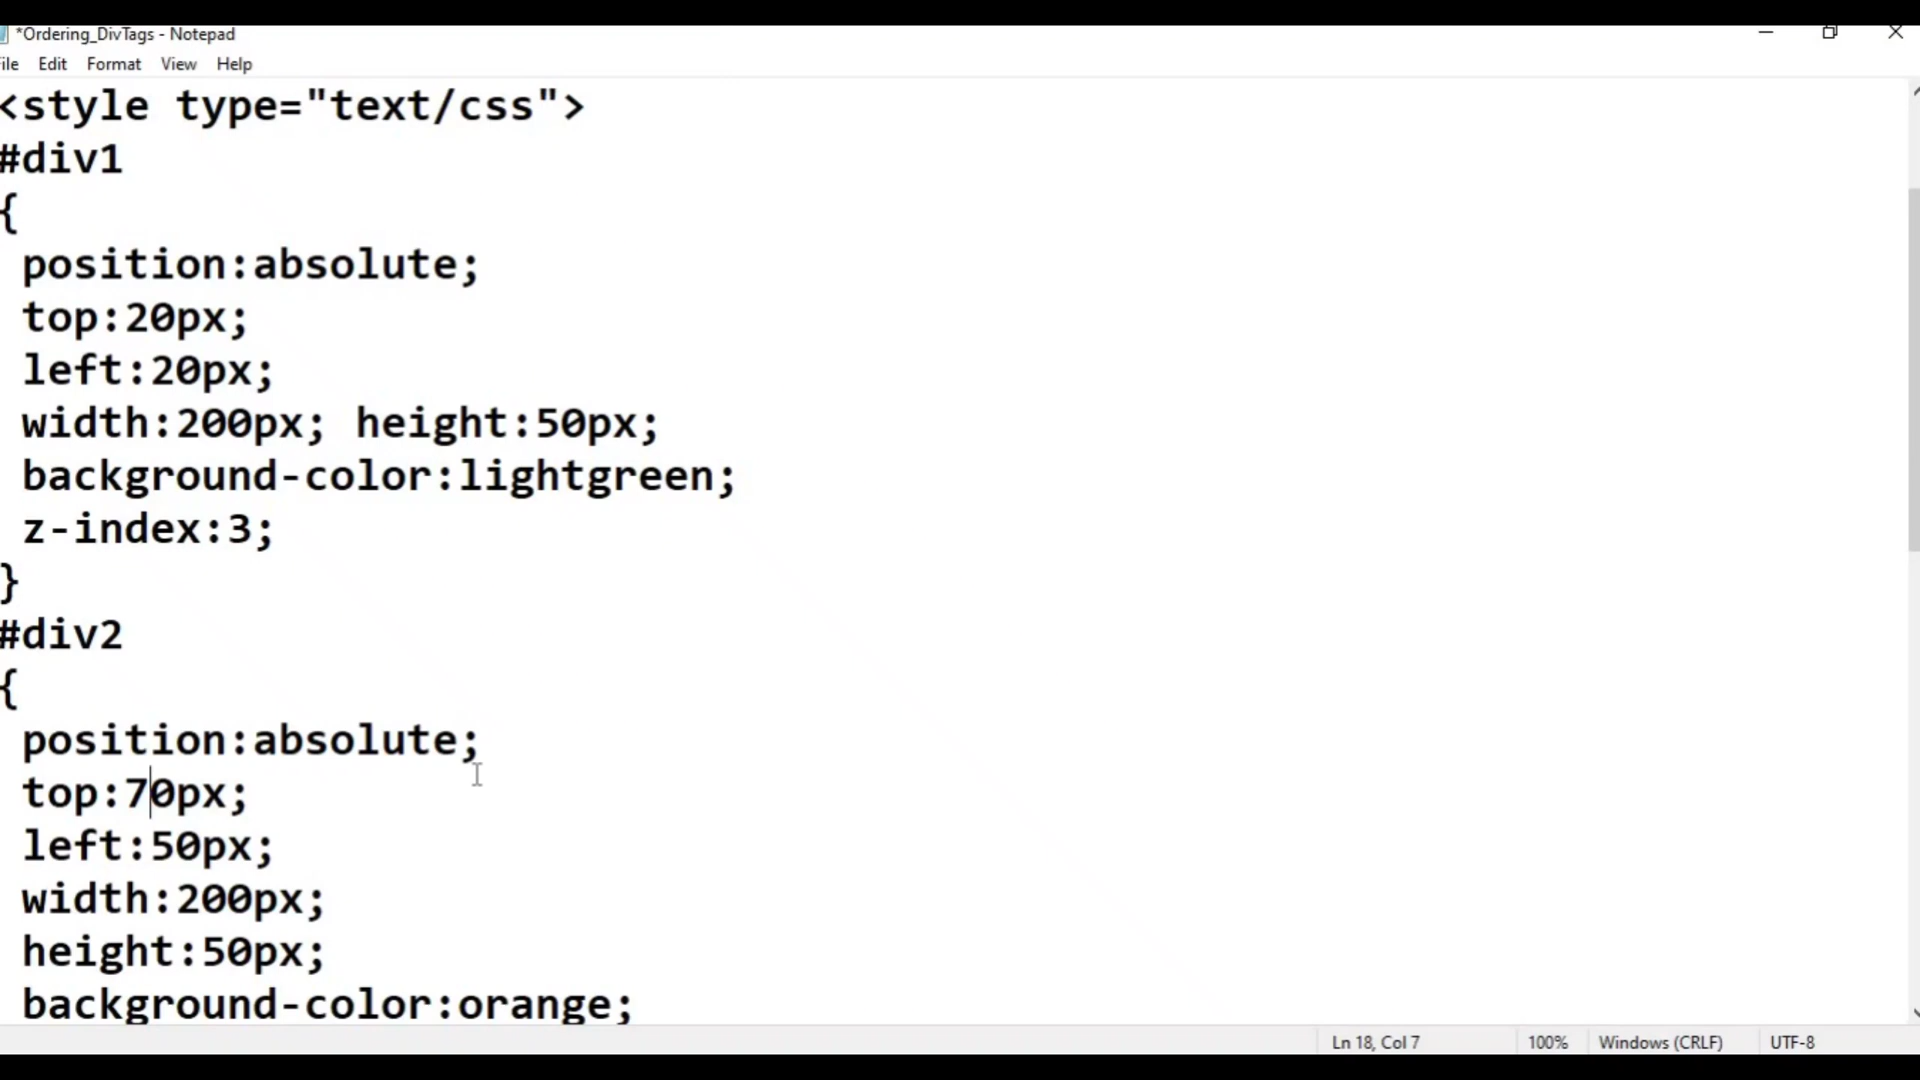 *Ordering_DivTags - Notepad
File Edit Format View Help
<style type="text/css">
#div1
{
position:absolute;
top:20px;
left:20px;
width:200px; height:50px;
background-color:lightgreen;
z-index:3;
}
#div2
{
position:absolute;
top:70px;
left:50px;
width:200px;
height:50px;
background-color:orange;
Ln 18, Col 7 100% Windows (CRLF) UTF-8